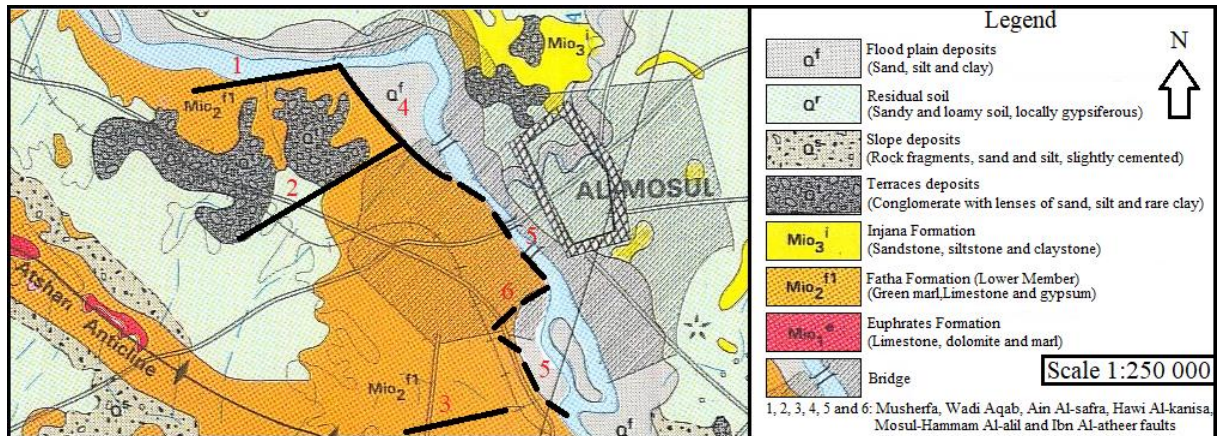 1
Mio₂ᶠ¹
Qᶠ
4
Qᵗ
2
Mio₃ⁱ
AL-MOSUL
5
6
5
Atshan
Anticline
Qˢ
Mio₂ᶠ¹
3
Qᶠ
Legend
N
Qᶠ
Flood plain deposits
(Sand, silt and clay)
Qʳ
Residual soil
(Sandy and loamy soil, locally gypsiferous)
Qˢ
Slope deposits
(Rock fragments, sand and silt, slightly cemented)
Qᵗ
Terraces deposits
(Conglomerate with lenses of sand, silt and rare clay)
Mio₃ⁱ
Injana Formation
(Sandstone, siltstone and claystone)
Mio₂ᶠ¹
Fatha Formation (Lower Member)
(Green marl,Limestone and gypsum)
Mio₁ᵉ
Euphrates Formation
(Limestone, dolomite and marl)
Bridge
Scale 1:250 000
1, 2, 3, 4, 5 and 6: Musherfa, Wadi Aqab, Ain Al-safra, Hawi Al-kanisa,
Mosul-Hammam Al-alil and Ibn Al-atheer faults